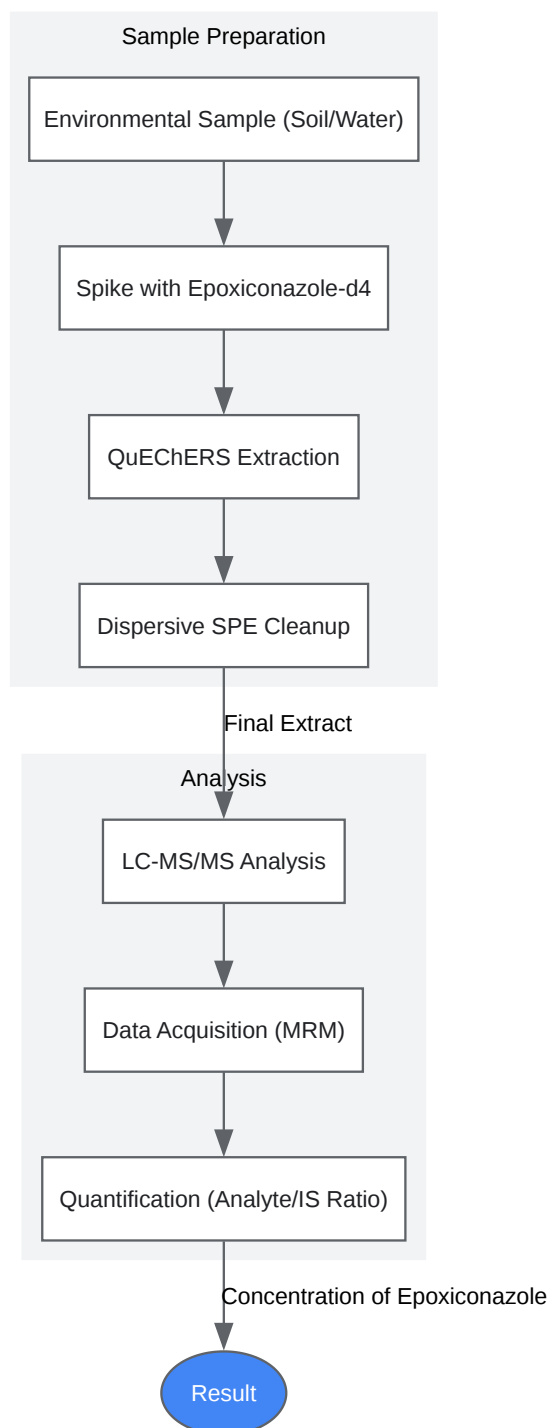 Sample Preparation
Environmental Sample (Soil/Water)
Spike with Epoxiconazole-d4
QuEChERS Extraction
Dispersive SPE Cleanup
Final Extract
Analysis
LC-MS/MS Analysis
Data Acquisition (MRM)
Quantification (Analyte/IS Ratio)
Concentration of Epoxiconazole
Result